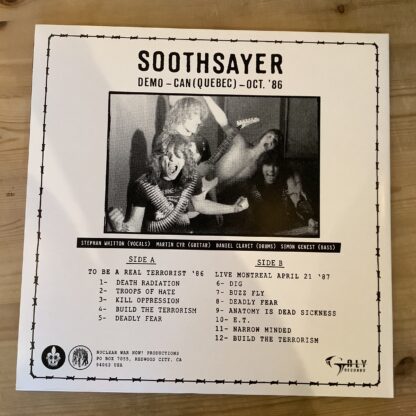 SOOTHSAYER
DEMO – CAN(QUEBEC) – OCT. '86
STEPHAN WHITTON (VOCALS) MARTIN CYR (GUITAR) DANIEL CLAVET (DRUMS) SIMON GENEST (BASS)
SIDE A
TO BE A REAL TERRORIST '86
1- DEATH RADIATION
2- TROOPS OF HATE
3- KILL OPPRESSION
4- BUILD THE TERRORISM
5- DEADLY FEAR
SIDE B
LIVE MONTREAL APRIL 21 '87
6- DIG
7- BUZZ FLY
8- DEADLY FEAR
9- ANATOMY IS DEAD SICKNESS
10- E.T.
11- NARROW MINDED
12- BUILD THE TERRORISM
NUCLEAR WAR NOW! PRODUCTIONS
PO BOX 7055, REDWOOD CITY, CA
94063 USA
GALY
RECORDS